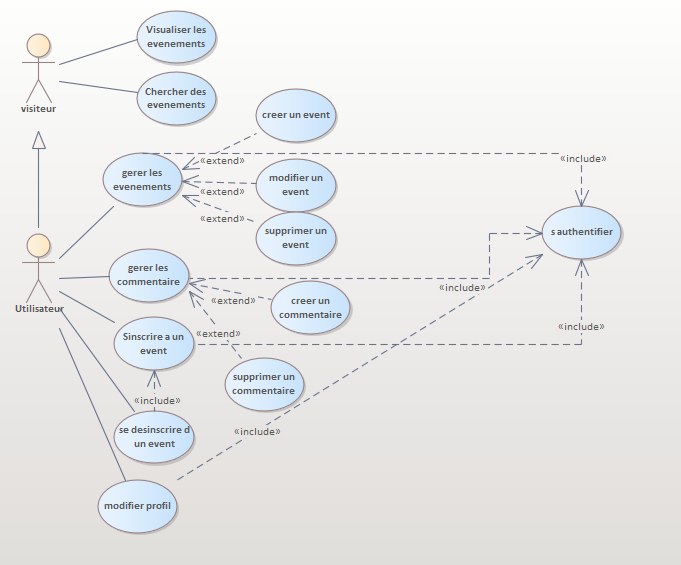 Visualiser les
evenements
visiteur
Chercher des
evenements
creer un event
«extend»
«include»
gerer les
evenements
modifier un
event
«extend»
«extend»
supprimer un
event
s authentifier
Utilisateur
gerer les
commentaire
«include»
«extend»
creer un
commentaire
Sinscrire a un
event
«extend»
«include»
supprimer un
commentaire
«include»
se desinscrire d
un event
«include»
modifier profil